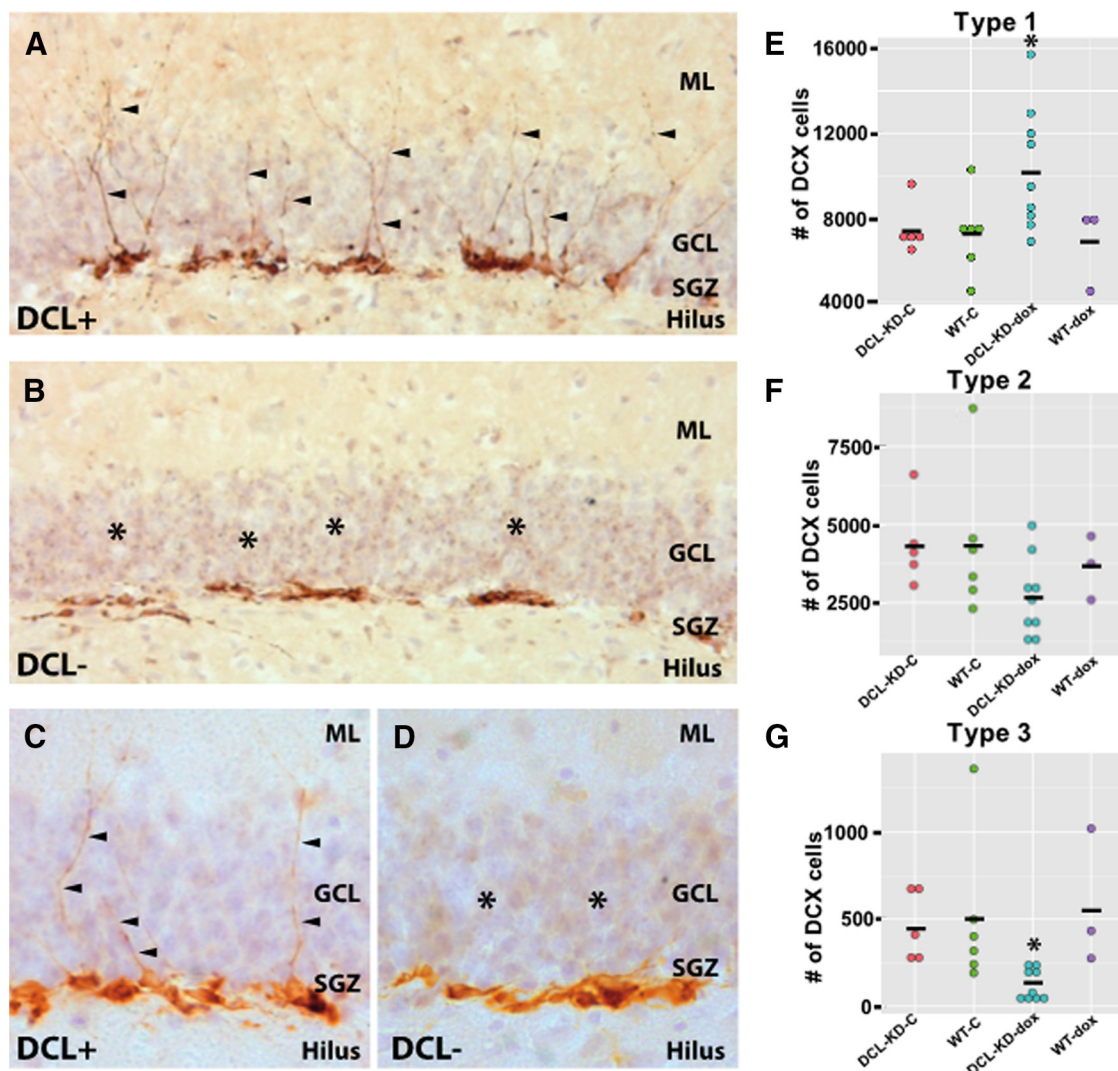 A
ML
GCL
SGZ
Hilus
DCL+
B
ML
*
*
*
*
GCL
SGZ
Hilus
DCL-
C
ML
GCL
SGZ
Hilus
DCL+
D
ML
*
*
GCL
SGZ
Hilus
DCL-
E
Type 1
# of DCX cells
16000
12000
8000
4000
*
DCL-KD-C
WT-C
DCL-KD-dox
WT-dox
F
Type 2
# of DCX cells
7500
5000
2500
DCL-KD-C
WT-C
DCL-KD-dox
WT-dox
G
Type 3
# of DCX cells
1000
500
0
*
DCL-KD-C
WT-C
DCL-KD-dox
WT-dox